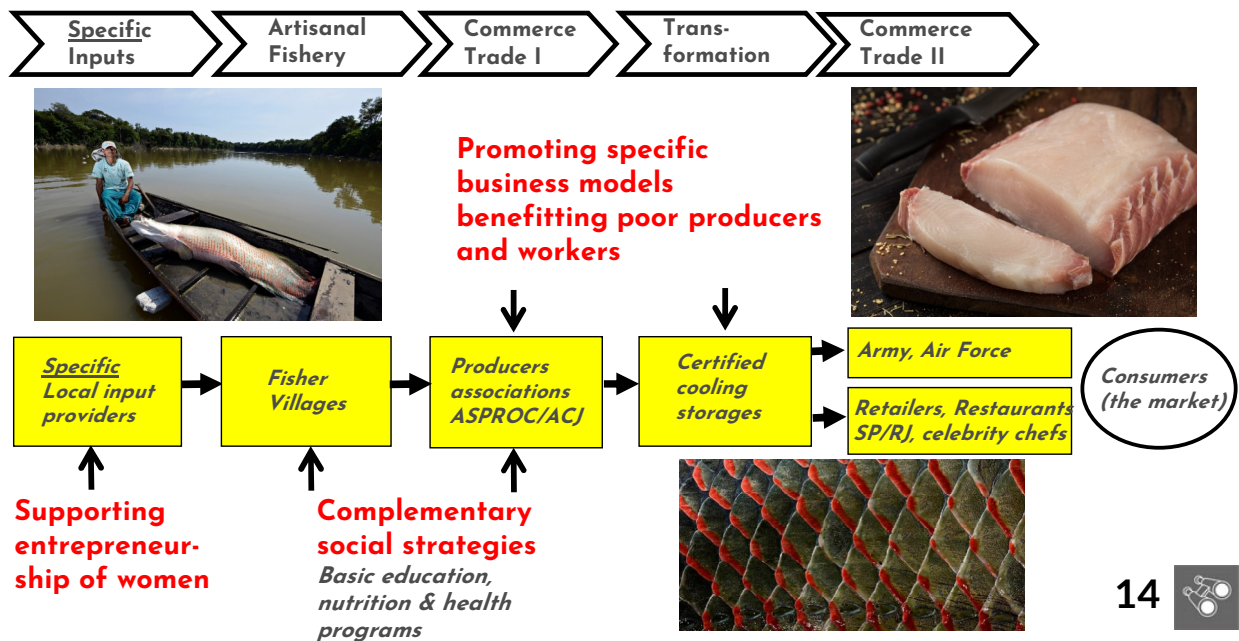 Specific
Inputs
Artisanal
Fishery
Commerce
Trade I
Trans-
formation
Commerce
Trade II
Promoting specific
business models
benefitting poor producers
and workers
Specific
Local input
providers
Fisher
Villages
Producers
associations
ASPROC/ACJ
Certified
cooling
storages
Army, Air Force
Retailers, Restaurants
SP/RJ, celebrity chefs
Consumers
(the market)
Supporting
entrepreneur-
ship of women
Complementary
social strategies
Basic education,
nutrition & health
programs
14